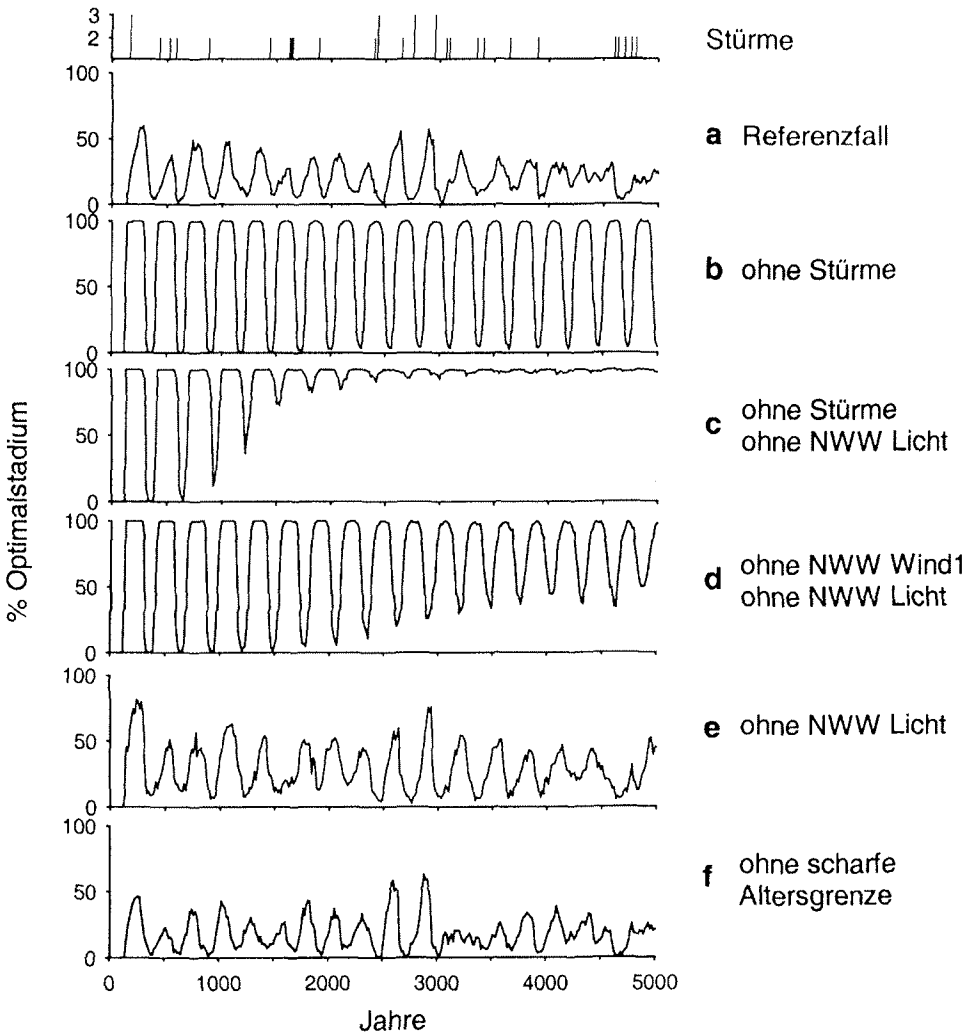 3
2
Stürme
100
50
0
a Referenzfall
100
50
0
b ohne Stürme
100
50
0
c ohne Stürme
ohne NWW Licht
100
50
0
d ohne NWW Wind1
ohne NWW Licht
100
50
0
e ohne NWW Licht
100
50
0
f ohne scharfe
Altersgrenze
% Optimalstadium
0 1000 2000 3000 4000 5000
Jahre